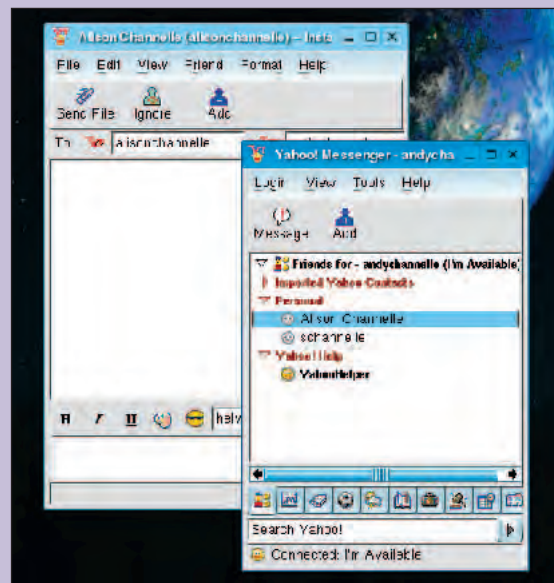 Alison Channelle (alisonchannelle) – Insta
File Edit View Friend Format Help
Send File Ignore Add
To alisonchannelle
B I U helv
Yahoo! Messenger - andycha
Login View Tools Help
Message Add
Friends for - andychannelle (I'm Available)
Imported Yahoo Contacts
Personal
Alison Channelle
schannelle
Yahoo! Help
YahooHelper
Search Yahoo!
Connected: I'm Available